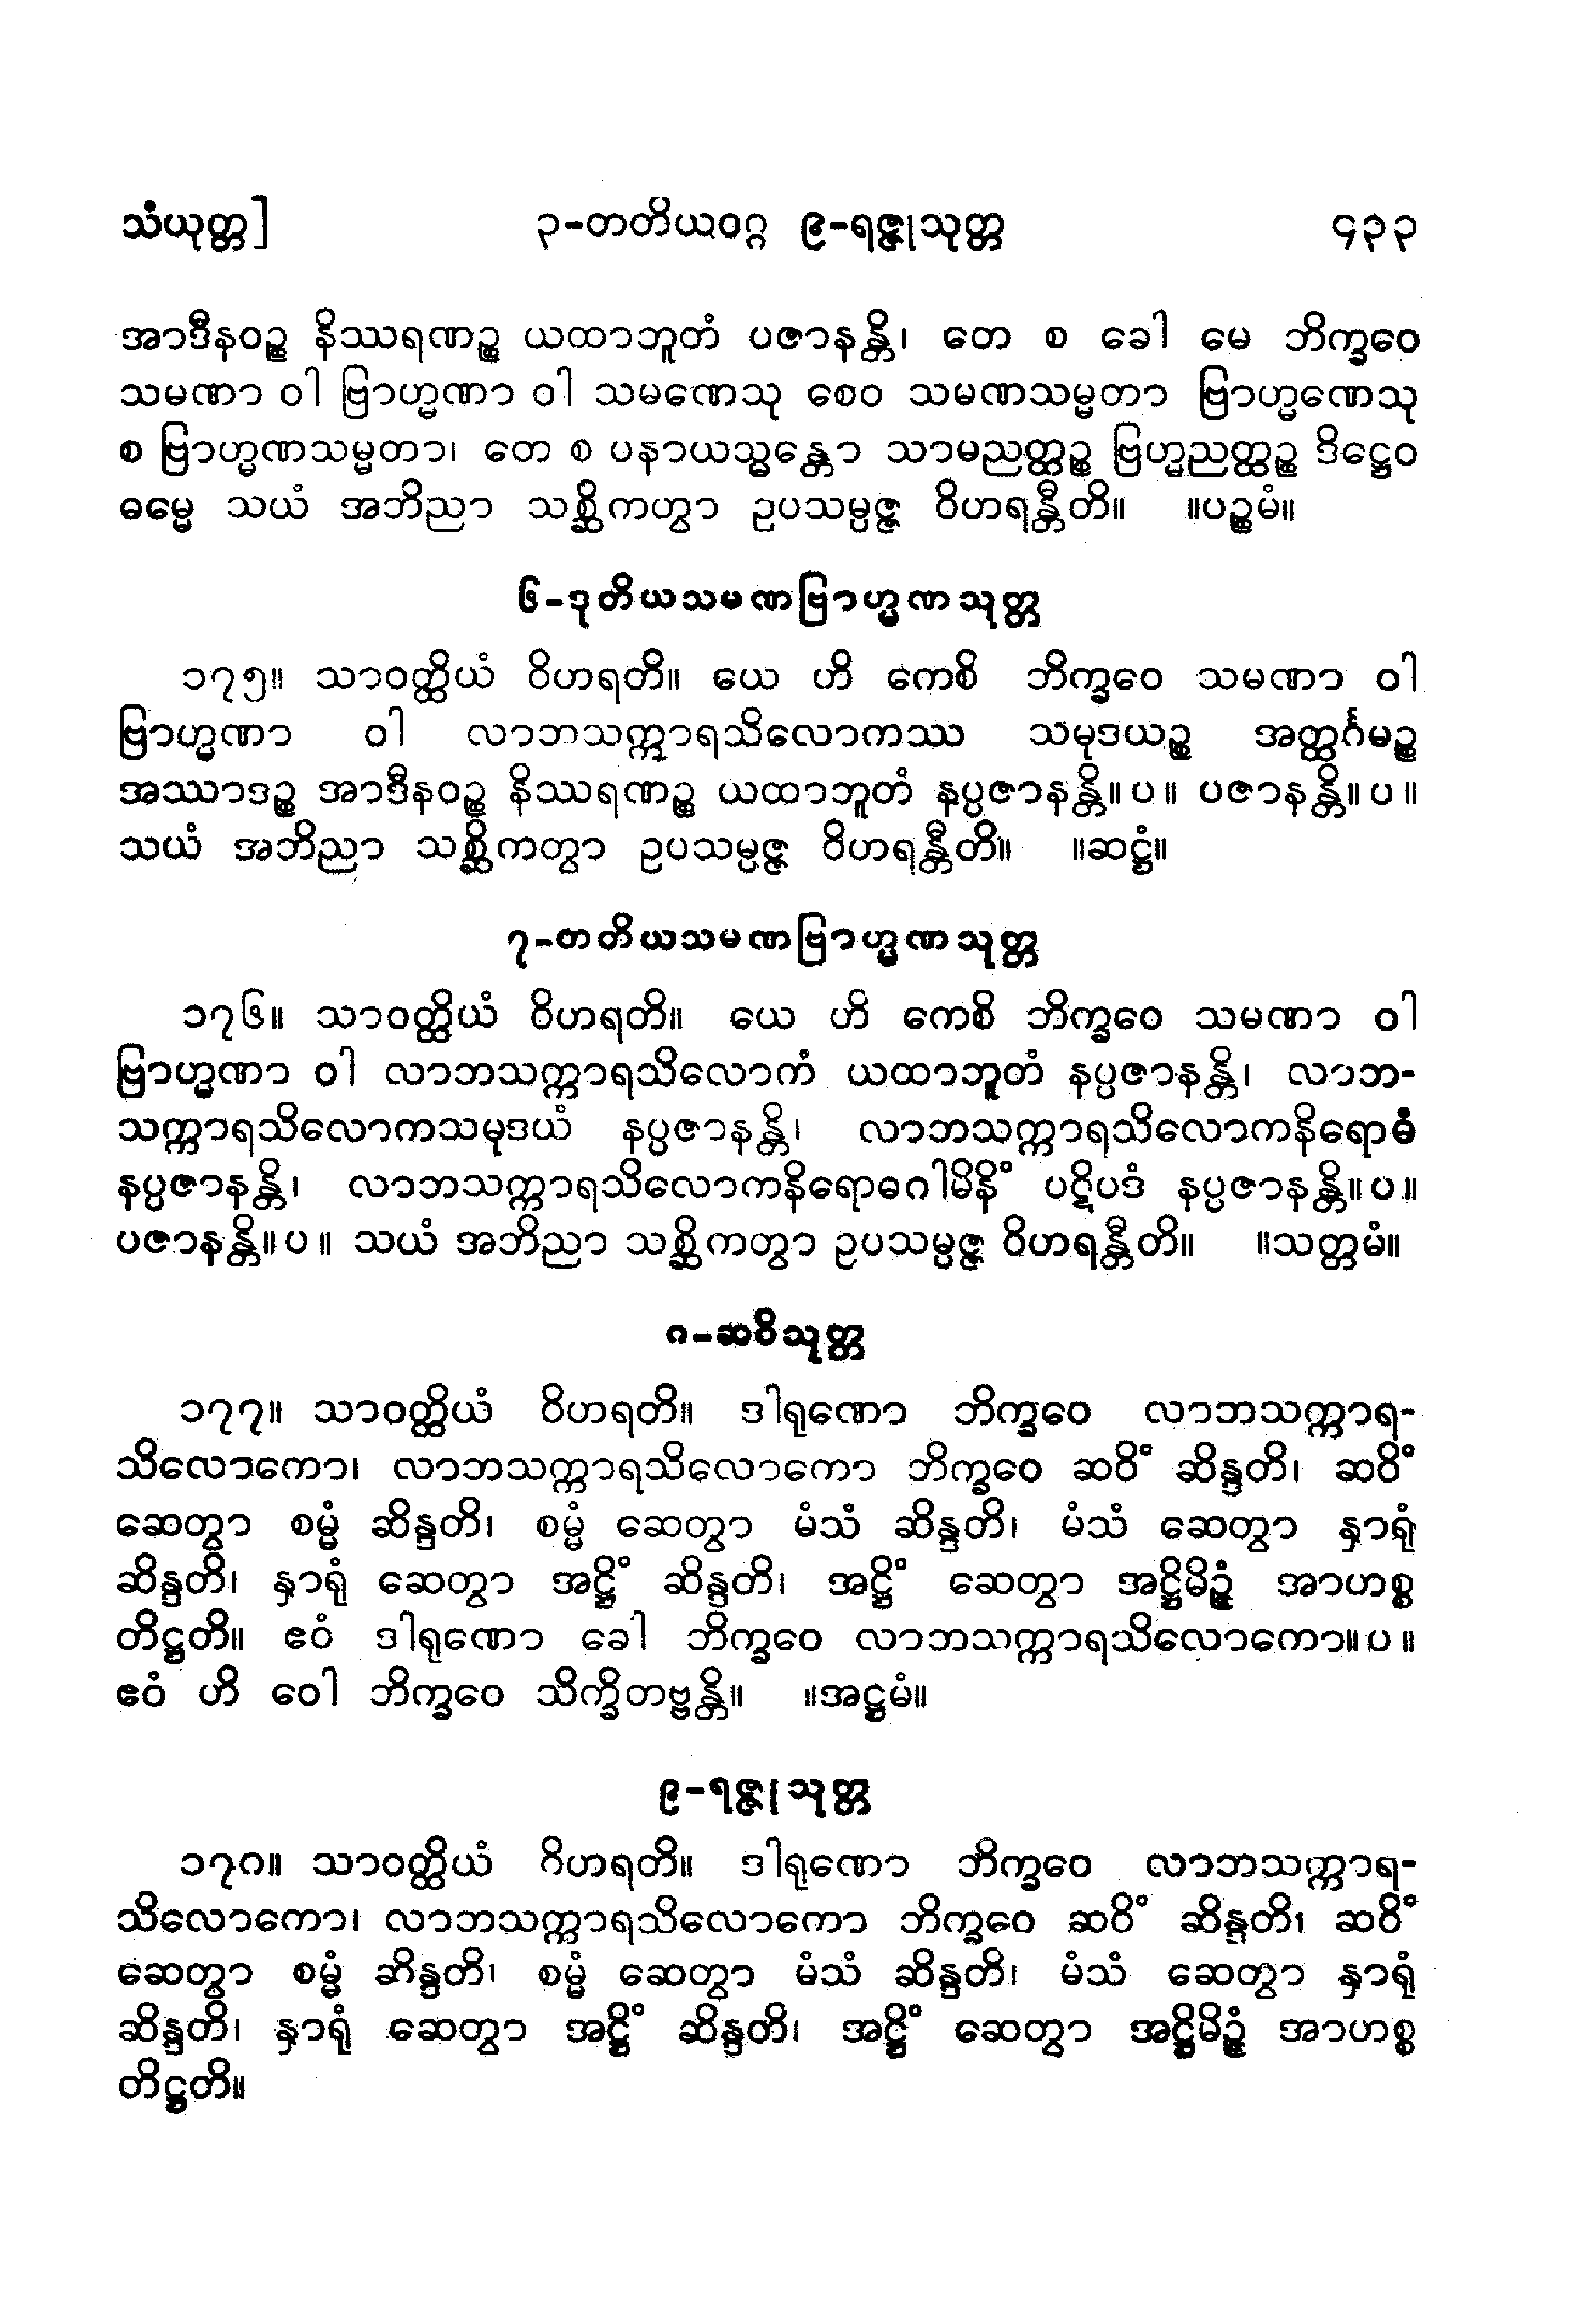 သံယုတ္တ]    ၃-တတိယဝဂ္ဂ ၉-ရဇ္ဇုသုတ္တ    ၄၃၃
အာဒီနဝဉ္စ နိဿရဏဉ္စ ယထာဘူတံ ပဇာနန္တိ၊ တေ စ ခေါ မေ ဘိက္ခဝေ
သမဏာ ဝါ ဗြာဟ္မဏာ ဝါ သမဏေသု စေဝ သမဏသမ္မတာ ဗြာဟ္မဏေသု
စ ဗြာဟ္မဏသမ္မတာ၊ တေ စ ပနာယသ္မန္တော သာမညတ္ထဉ္စ ဗြဟ္မညတ္ထဉ္စ ဒိဋ္ဌေဝ
ဓမ္မေ သယံ အဘိညာ သစ္ဆိကတွာ ဥပသမ္ပဇ္ဇ ဝိဟရန္တီတိ။ ။ပဉ္စမံ။
၆-ဒုတိယသမဏဗြာဟ္မဏသုတ္တ
၁၇၅။ သာဝတ္ထိယံ ဝိဟရတိ။ ယေ ဟိ ကေစိ ဘိက္ခဝေ သမဏာ ဝါ
ဗြာဟ္မဏာ ဝါ လာဘသက္ကာရသိလောကဿ သမုဒယဉ္စ အတ္ထင်္ဂမဉ္စ
အဿာဒဉ္စ အာဒီနဝဉ္စ နိဿရဏဉ္စ ယထာဘူတံ နပ္ပဇာနန္တိ။ပ။ ပဇာနန္တိ။ပ။
သယံ အဘိညာ သစ္ဆိကတွာ ဥပသမ္ပဇ္ဇ ဝိဟရန္တီတိ။ ။ဆဋ္ဌံ။
၇-တတိယသမဏဗြာဟ္မဏသုတ္တ
၁၇၆။ သာဝတ္ထိယံ ဝိဟရတိ။ ယေ ဟိ ကေစိ ဘိက္ခဝေ သမဏာ ဝါ
ဗြာဟ္မဏာ ဝါ လာဘသက္ကာရသိလောကံ ယထာဘူတံ နပ္ပဇာနန္တိ၊ လာဘ-
သက္ကာရသိလောကသမုဒယံ နပ္ပဇာနန္တိ၊ လာဘသက္ကာရသိလောကနိရောဓံ
နပ္ပဇာနန္တိ၊ လာဘသက္ကာရသိလောကနိရောဓဂါမိနိံ ပဋိပဒံ နပ္ပဇာနန္တိ။ပ။
ပဇာနန္တိ။ပ။ သယံ အဘိညာ သစ္ဆိကတွာ ဥပသမ္ပဇ္ဇ ဝိဟရန္တီတိ။ ။သတ္တမံ။
၈-ဆဝိသုတ္တ
၁၇၇။ သာဝတ္ထိယံ ဝိဟရတိ။ ဒါရုဏော ဘိက္ခဝေ လာဘသက္ကာရ-
သိလောကော၊ လာဘသက္ကာရသိလောကော ဘိက္ခဝေ ဆဝိံ ဆိန္ဒတိ၊ ဆဝိံ
ဆေတွာ စမ္မံ ဆိန္ဒတိ၊ စမ္မံ ဆေတွာ မံသံ ဆိန္ဒတိ၊ မံသံ ဆေတွာ နှာရုံ
ဆိန္ဒတိ၊ နှာရုံ ဆေတွာ အဋ္ဌိံ ဆိန္ဒတိ၊ အဋ္ဌိံ ဆေတွာ အဋ္ဌိမိဉ္ဇံ အာဟစ္စ
တိဋ္ဌတိ။ ဧဝံ ဒါရုဏော ခေါ ဘိက္ခဝေ လာဘသက္ကာရသိလောကော။ပ။
ဧဝံ ဟိ ဝေါ ဘိက္ခဝေ သိက္ခိတဗ္ဗန္တိ။ ။အဋ္ဌမံ။
၉-ရဇ္ဇုသုတ္တ
၁၇၈။ သာဝတ္ထိယံ ဝိဟရတိ။ ဒါရုဏော ဘိက္ခဝေ လာဘသက္ကာရ-
သိလောကော၊ လာဘသက္ကာရသိလောကော ဘိက္ခဝေ ဆဝိံ ဆိန္ဒတိ၊ ဆဝိံ
ဆေတွာ စမ္မံ ဆိန္ဒတိ၊ စမ္မံ ဆေတွာ မံသံ ဆိန္ဒတိ၊ မံသံ ဆေတွာ နှာရုံ
ဆိန္ဒတိ၊ နှာရုံ ဆေတွာ အဋ္ဌိံ ဆိန္ဒတိ၊ အဋ္ဌိံ ဆေတွာ အဋ္ဌိမိဉ္ဇံ အာဟစ္စ
တိဋ္ဌတိ။